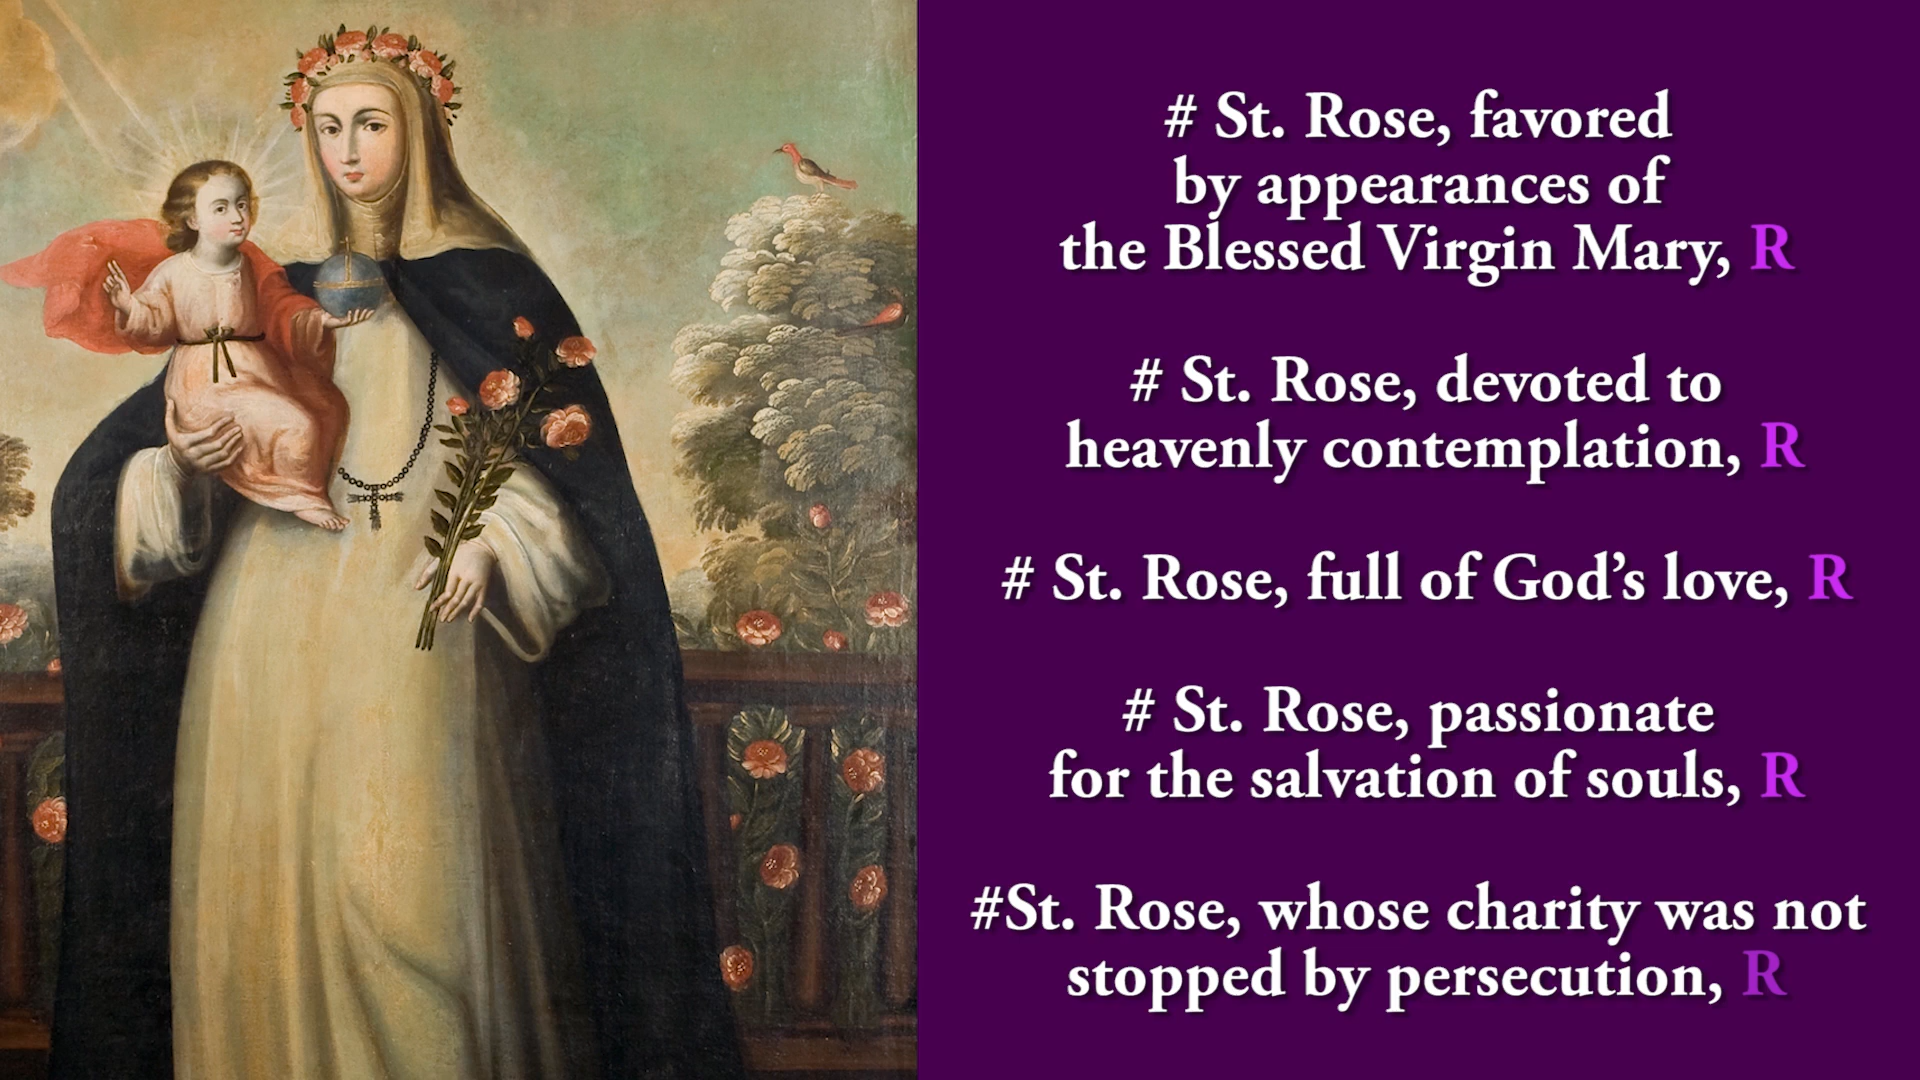 # St. Rose, favored
by appearances of
the Blessed Virgin Mary, R
# St. Rose, devoted to
heavenly contemplation, R
# St. Rose, full of God’s love, R
# St. Rose, passionate
for the salvation of souls, R
#St. Rose, whose charity was not
stopped by persecution, R